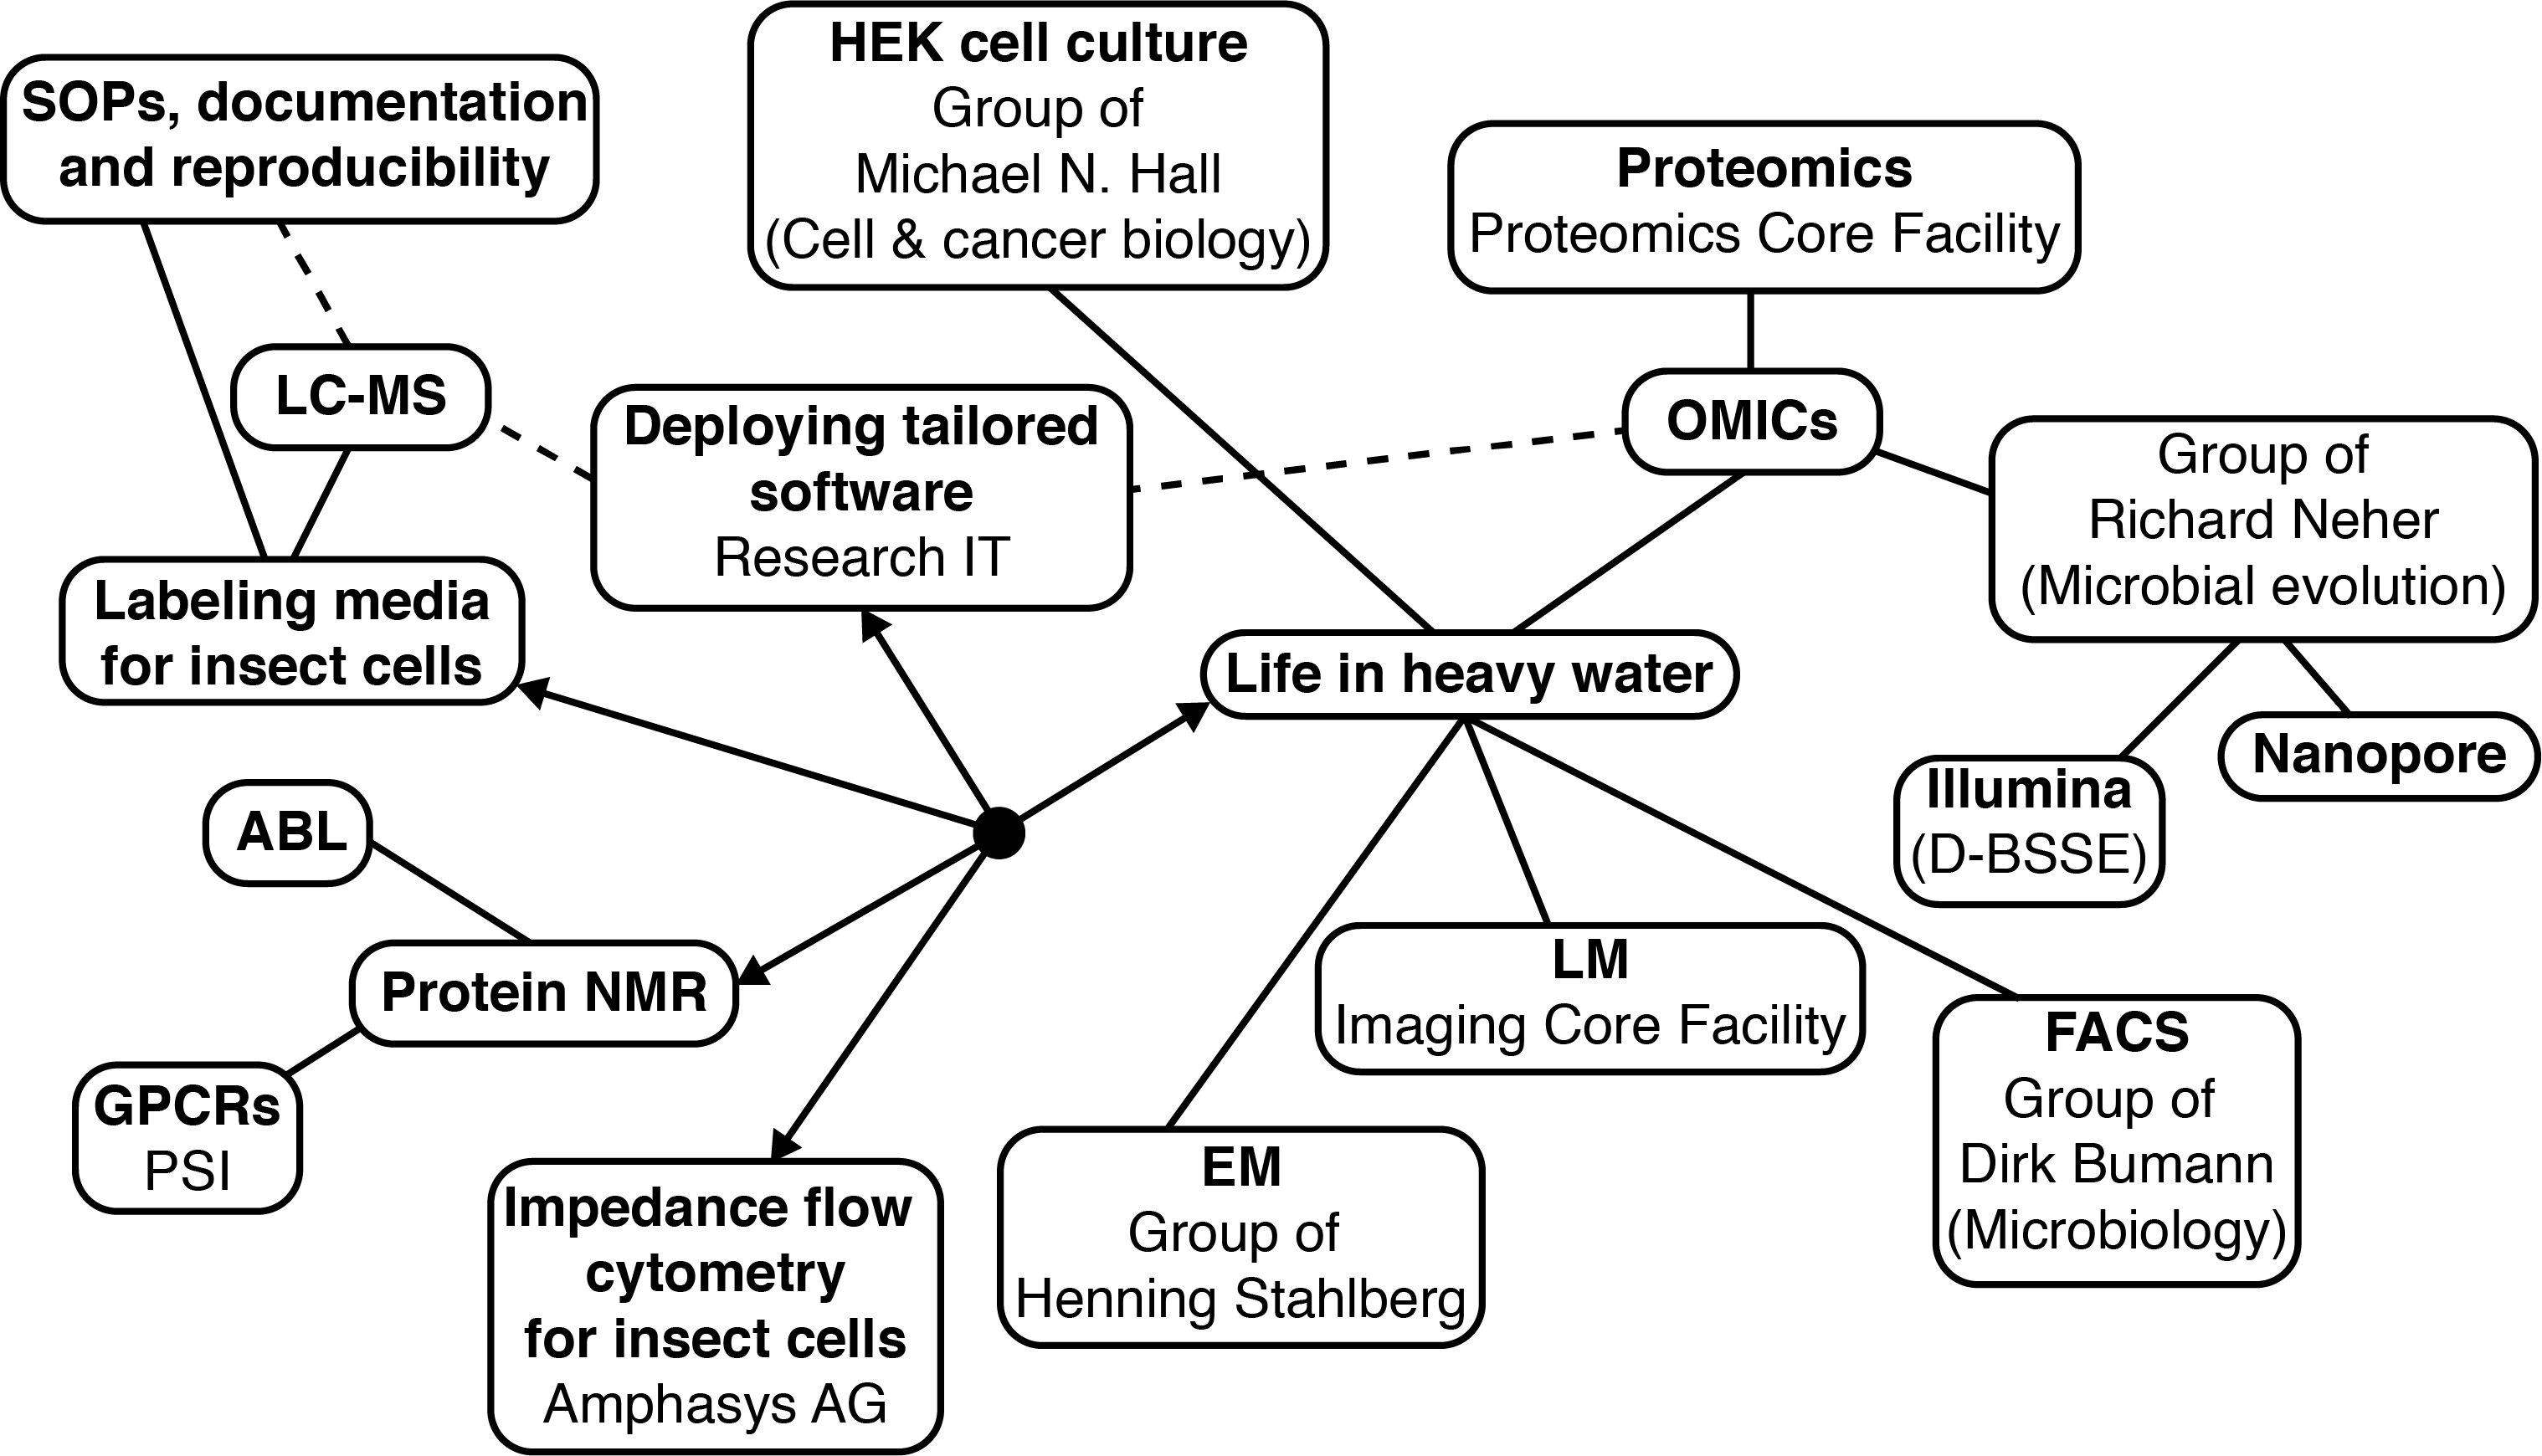 SOPs, documentation
and reproducibility
HEK cell culture
Group of
Michael N. Hall
(Cell & cancer biology)
Proteomics
Proteomics Core Facility
LC-MS
Deploying tailored
software
Research IT
OMICs
Group of
Richard Neher
(Microbial evolution)
Labeling media
for insect cells
Life in heavy water
Illumina
(D-BSSE)
Nanopore
ABL
Protein NMR
GPCRs
PSI
LM
Imaging Core Facility
FACS
Group of
Dirk Bumann
(Microbiology)
EM
Group of
Henning Stahlberg
Impedance flow
cytometry
for insect cells
Amphasys AG